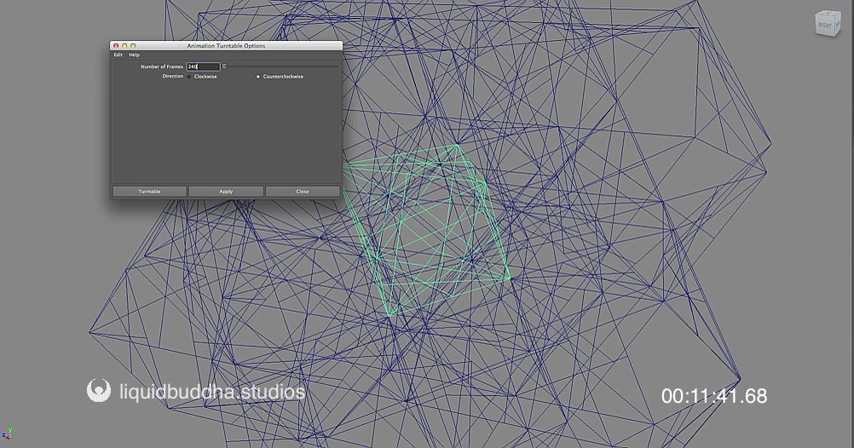 Animation Turntable Options
Edit Help
Number of Frames 240
Direction Clockwise Counterclockwise
Turntable Apply Close
RIGHT
liquidbuddha.studios
00:11:41.68